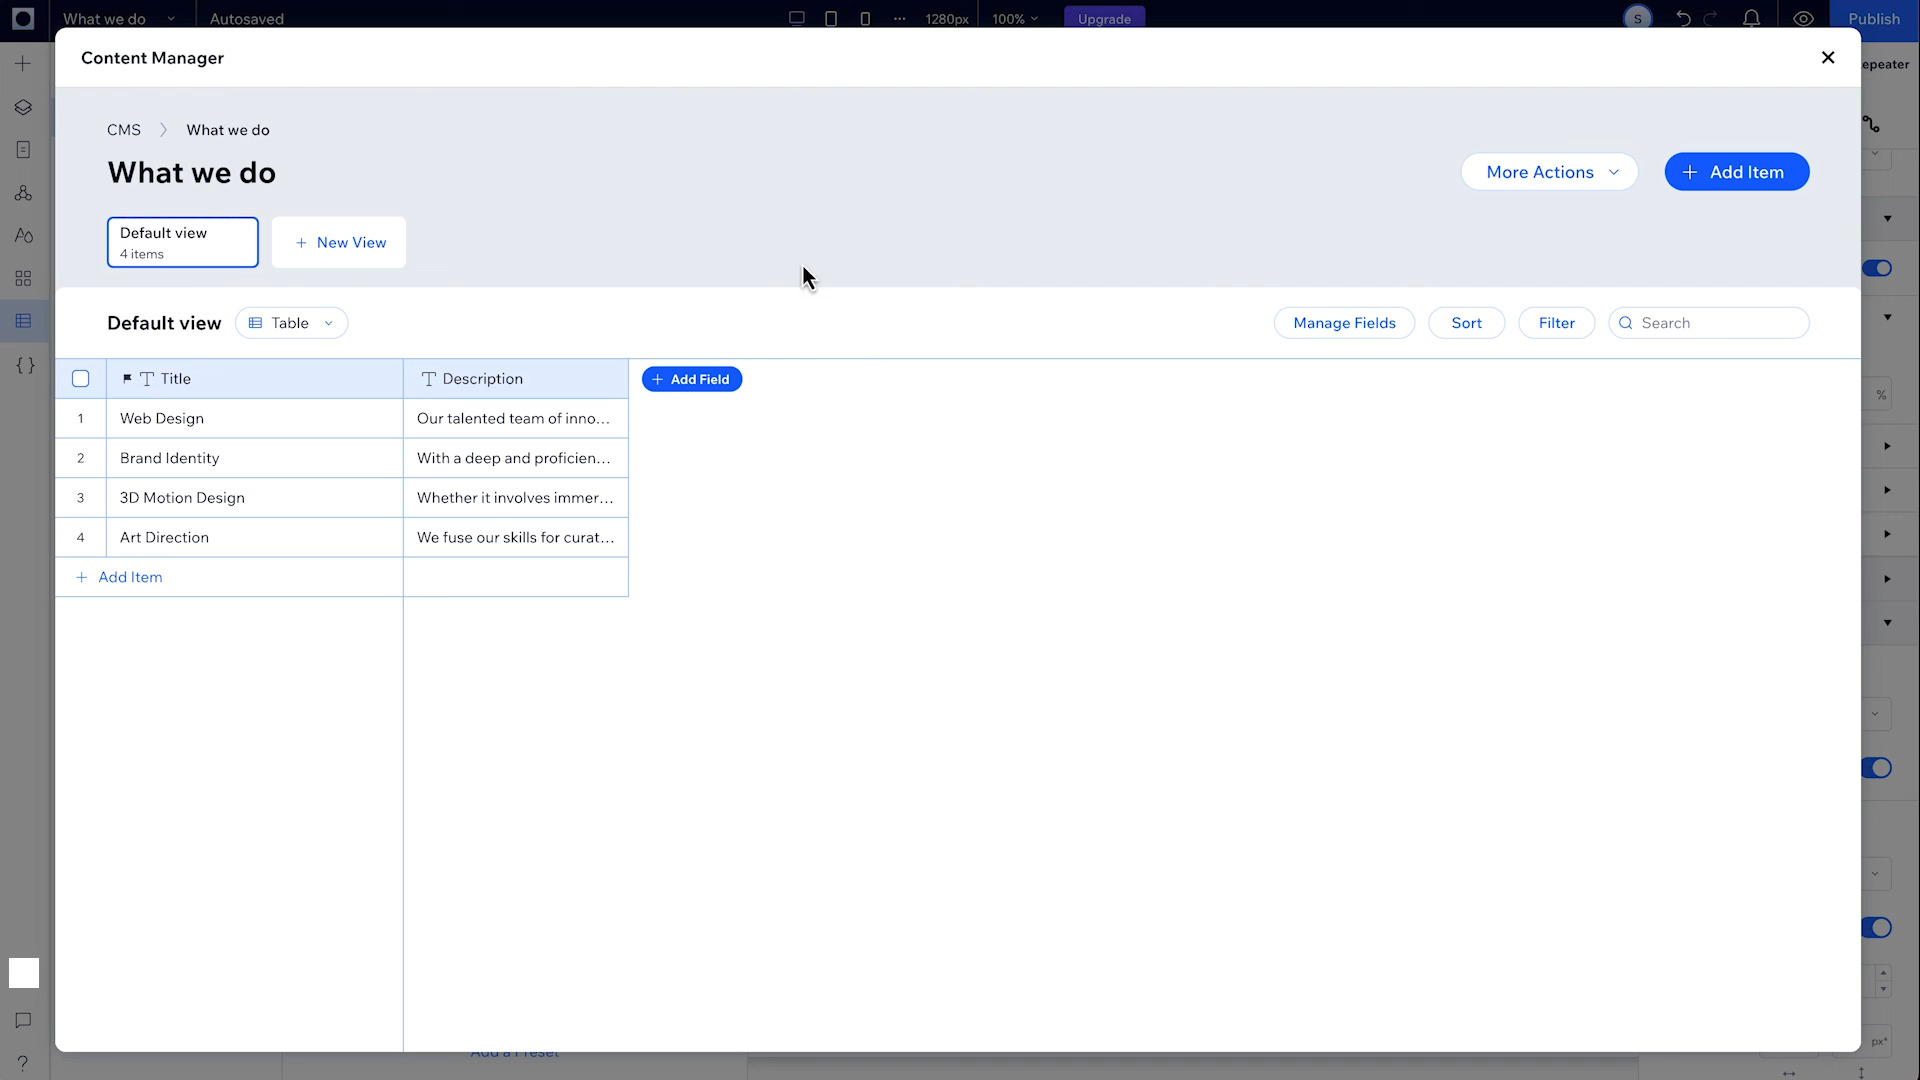 What we do
Autosaved
1280px
100%
Upgrade
S
Publish
Content Manager
CMS
What we do
What we do
More Actions
+ Add Item
Default view
4 items
+ New View
Default view
Table
Manage Fields
Sort
Filter
Search
Title
Description
+ Add Field
1
Web Design
Our talented team of inno...
2
Brand Identity
With a deep and proficien...
3
3D Motion Design
Whether it involves immer...
4
Art Direction
We fuse our skills for curat...
+ Add Item
epeater
%
px*
Add a Preset
?